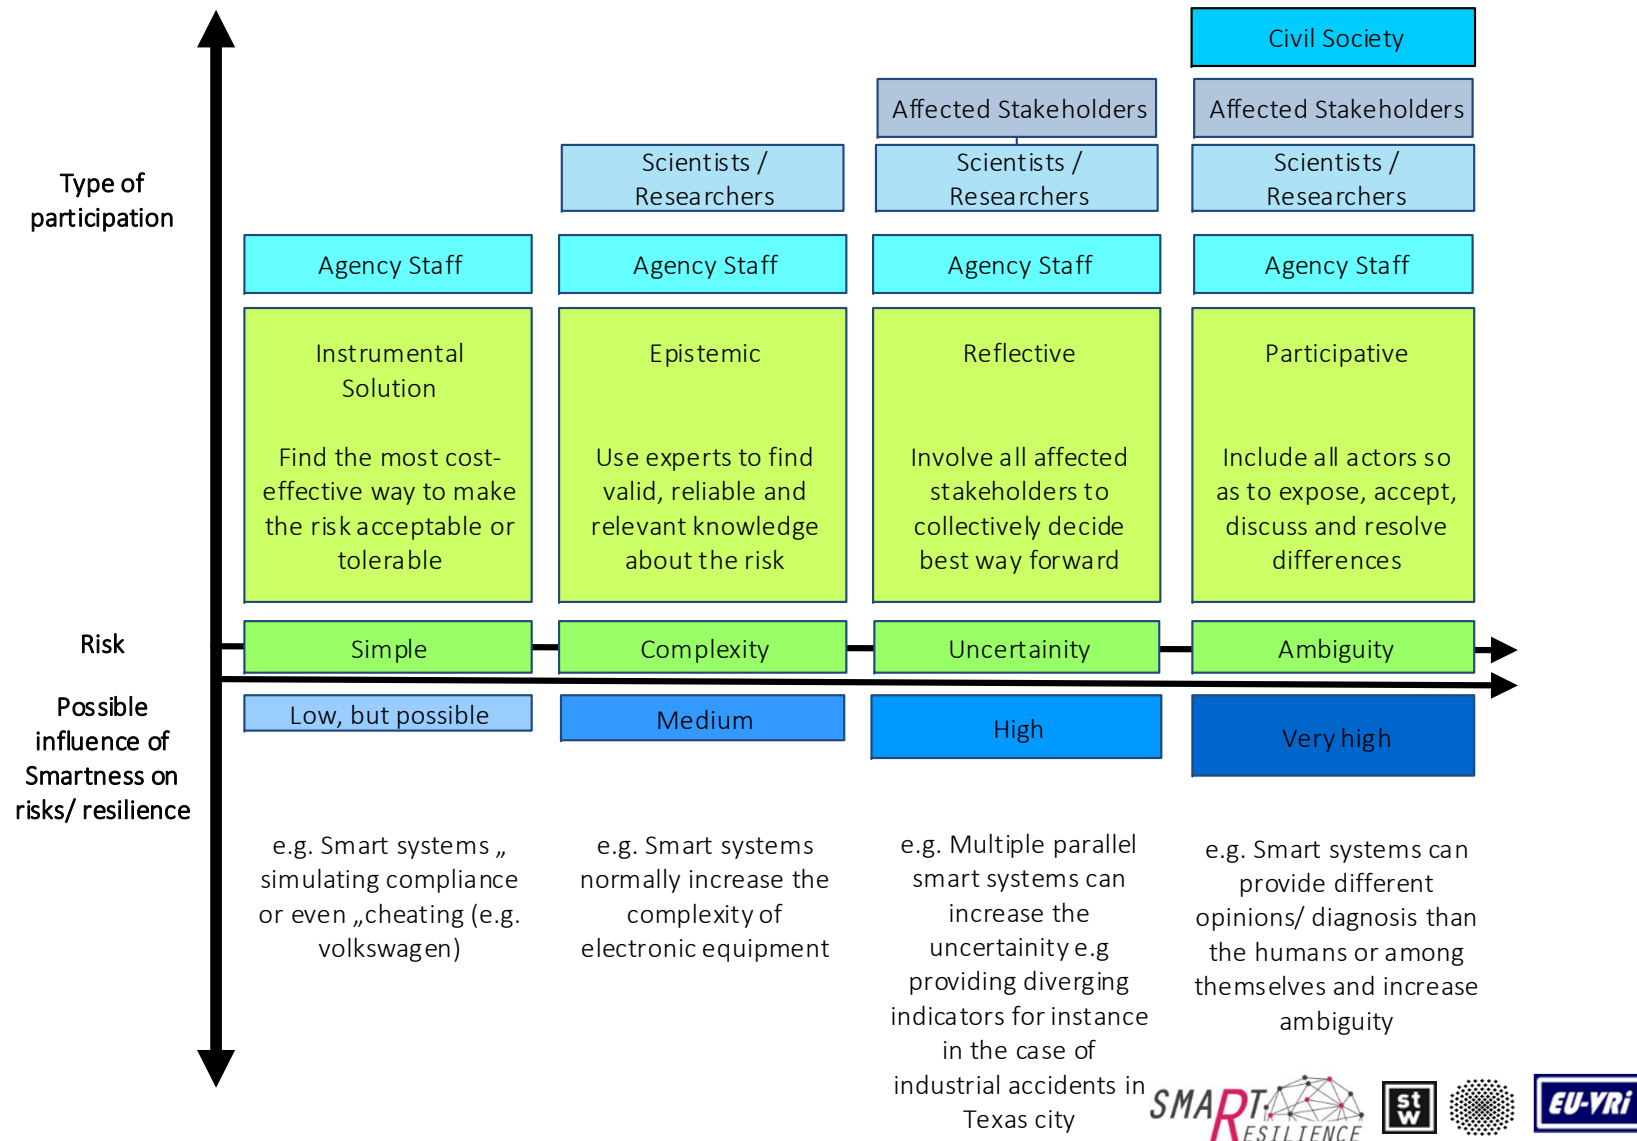 Civil Society
Affected Stakeholders
Affected Stakeholders
Scientists /
Researchers
Scientists /
Researchers
Scientists /
Researchers
Type of
participation
Agency Staff
Agency Staff
Agency Staff
Agency Staff
Instrumental
Solution
Find the most cost-
effective way to make
the risk acceptable or
tolerable
Epistemic
Use experts to find
valid, reliable and
relevant knowledge
about the risk
Reflective
Involve all affected
stakeholders to
collectively decide
best way forward
Participative
Include all actors so
as to expose, accept,
discuss and resolve
differences
Risk
Simple
Complexity
Uncertainity
Ambiguity
Possible
influence of
Smartness on
risks/ resilience
Low, but possible
Medium
High
Very high
e.g. Smart systems „
simulating compliance
or even „cheating (e.g.
volkswagen)
e.g. Smart systems
normally increase the
complexity of
electronic equipment
e.g. Multiple parallel
smart systems can
increase the
uncertainity e.g
providing diverging
indicators for instance
in the case of
industrial accidents in
Texas city
e.g. Smart systems can
provide different
opinions/ diagnosis than
the humans or among
themselves and increase
ambiguity
SMART
RESILIENCE
st
w
EU-VRi